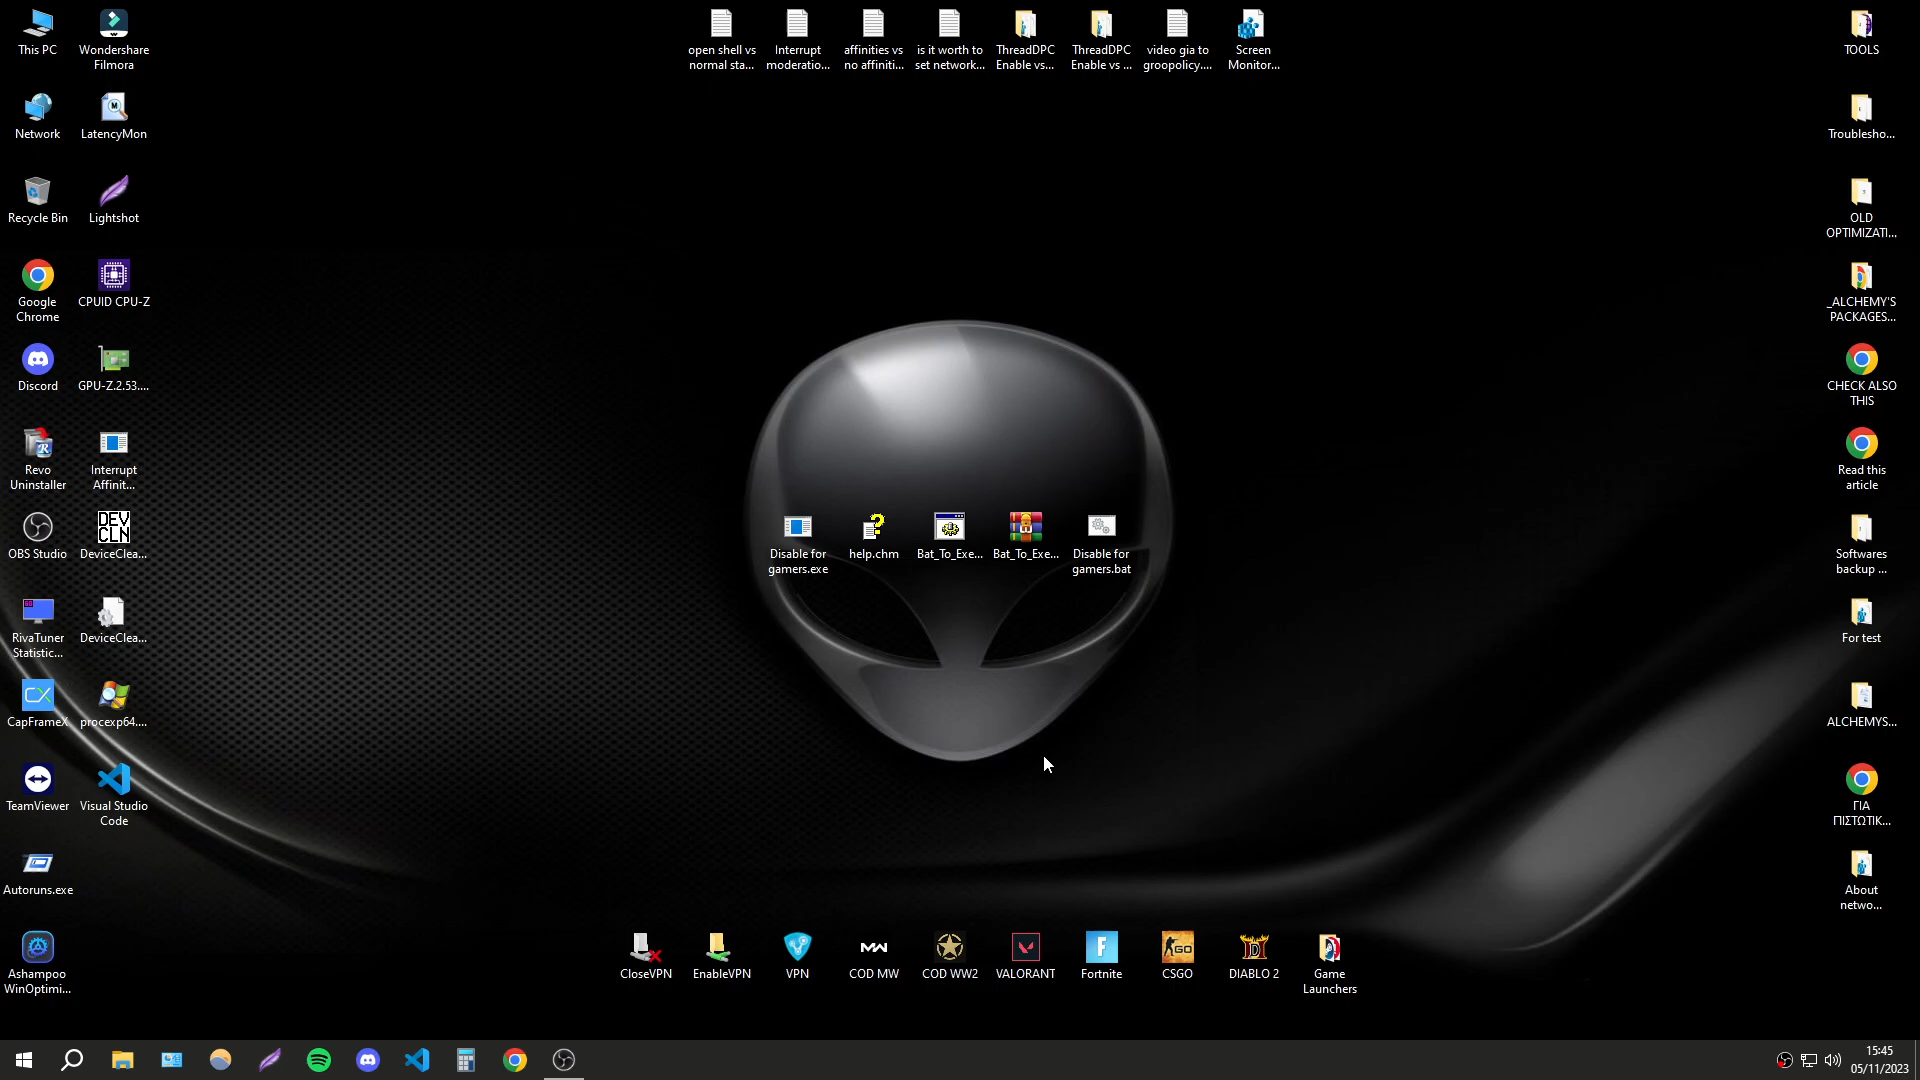 This PC
Wondershare
Filmora
Network
LatencyMon
Recycle Bin
Lightshot
Google
Chrome
CPUID CPU-Z
Discord
GPU-Z.2.53....
Revo
Uninstaller
Interrupt
Affinit...
OBS Studio
DEV
CLN
DeviceClea...
RivaTuner
Statistic...
DeviceClea...
CX
CapFrameX
procexp64....
TeamViewer
Visual Studio
Code
Autoruns.exe
Ashampoo
WinOptimi...
open shell vs
normal sta...
Interrupt
moderatio...
affinities vs
no affiniti...
is it worth to
set network...
ThreadDPC
Enable vs...
ThreadDPC
Enable vs ...
video gia to
groopolicy....
Screen
Monitor...
Disable for
gamers.exe
help.chm
Bat_To_Exe...
Bat_To_Exe...
Disable for
gamers.bat
CloseVPN
EnableVPN
VPN
COD MW
COD WW2
VALORANT
Fortnite
GO
CSGO
DIABLO 2
Game
Launchers
TOOLS
Troublesho...
OLD
OPTIMIZATI...
_ALCHEMY'S
PACKAGES...
CHECK ALSO
THIS
Read this
article
Softwares
backup ...
For test
ALCHEMYS...
ΓΙΑ
ΠΙΣΤΩΤΙΚ...
About
netwo...
15:45
05/11/2023